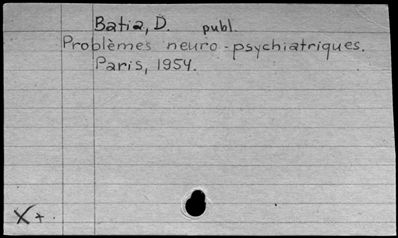 Batia, D. publ.
Problèmes neuro-psychiatriques.
Paris, 1954.
X+.